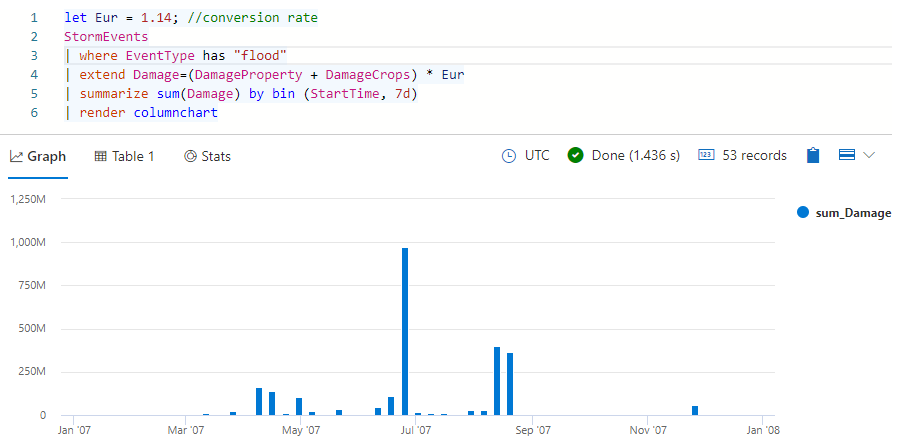 1 let Eur = 1.14; //conversion rate
2 StormEvents
3 | where EventType has "flood"
4 | extend Damage=(DamageProperty + DamageCrops) * Eur
5 | summarize sum(Damage) by bin (StartTime, 7d)
6 | render columnchart
Graph Table 1 Stats UTC Done (1.436 s) 123 53 records
1,250M
sum_Damage
1,000M
750M
500M
250M
0
Jan '07 Mar '07 May '07 Jul '07 Sep '07 Nov '07 Jan '08